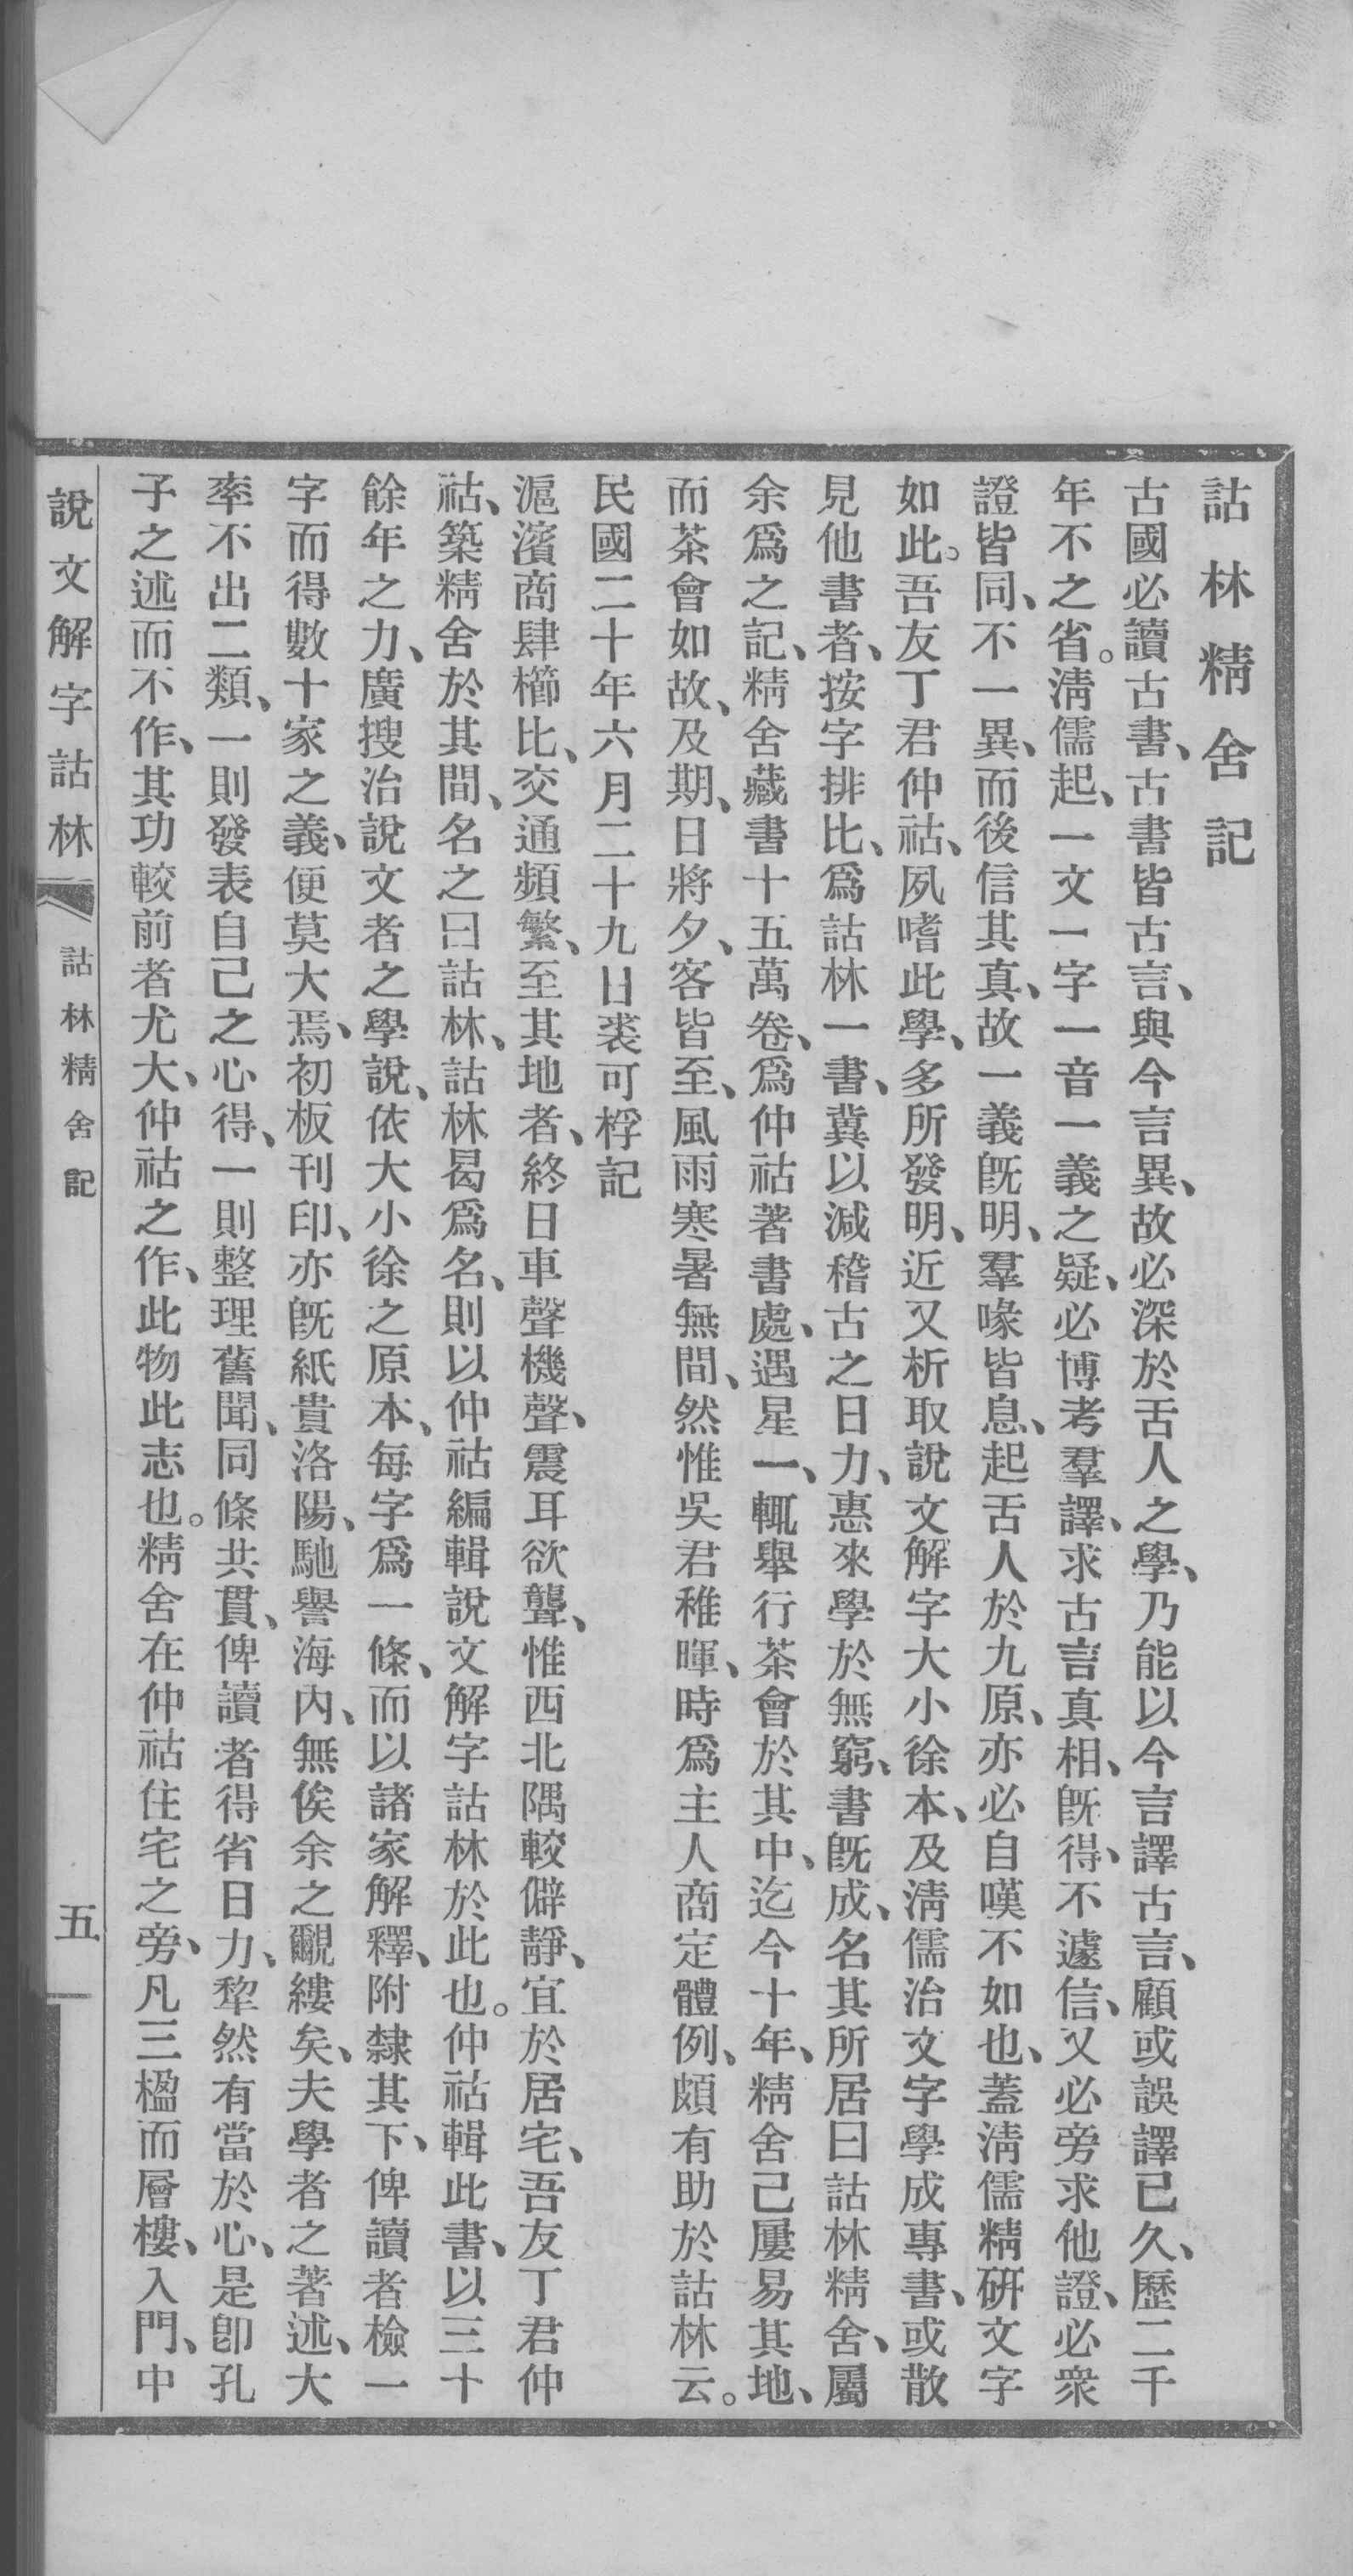 詁林精舍記
古國必讀古書、古書皆古言、與今言異、故必深於舌人之學、乃能以今言譯古言、顧或誤譯已久、歷二千
年不之省。淸儒起、一文一字一音一義之疑、必博考羣譯、求古言真相、旣得、不遽信、又必旁求他證、必衆
證皆同、不一異、而後信其真、故一義旣明、羣喙皆息、起舌人於九原、亦必自嘆不如也、蓋淸儒精硏文字
如此。吾友丁君仲祜、夙嗜此學、多所發明、近又析取說文解字大小徐本、及淸儒治文字學成專書、或散
見他書者、按字排比、爲詁林一書、冀以減稽古之日力、惠來學於無窮、書旣成、名其所居曰詁林精舍、屬
余爲之記、精舍藏書十五萬卷、爲仲祜著書處、遇星一、輒舉行茶會於其中、迄今十年、精舍已屢易其地、
而茶會如故、及期、日將夕、客皆至、風雨寒暑無間、然惟吳君稚暉、時爲主人商定體例、頗有助於詁林云。
民國二十年六月二十九日裘可桴記
滬濱商肆櫛比、交通頻繁、至其地者、終日車聲機聲、震耳欲聾、惟西北隅較僻靜、宜於居宅、吾友丁君仲
祜、築精舍於其間、名之曰詁林、詁林曷爲名、則以仲祜編輯說文解字詁林於此也。仲祜輯此書、以三十
餘年之力、廣搜治說文者之學說、依大小徐之原本、每字爲一條、而以諸家解釋、附隸其下、俾讀者檢一
字而得數十家之義、便莫大焉、初板刊印、亦旣紙貴洛陽、馳譽海內、無俟余之覼縷矣、夫學者之著述、大
率不出二類、一則發表自己之心得、一則整理舊聞、同條共貫、俾讀者得省日力、犂然有當於心、是卽孔
子之述而不作、其功較前者尤大、仲祜之作、此物此志也。精舍在仲祜住宅之旁、凡三楹而層樓、入門、中
說文解字詁林 詁林精舍記 五